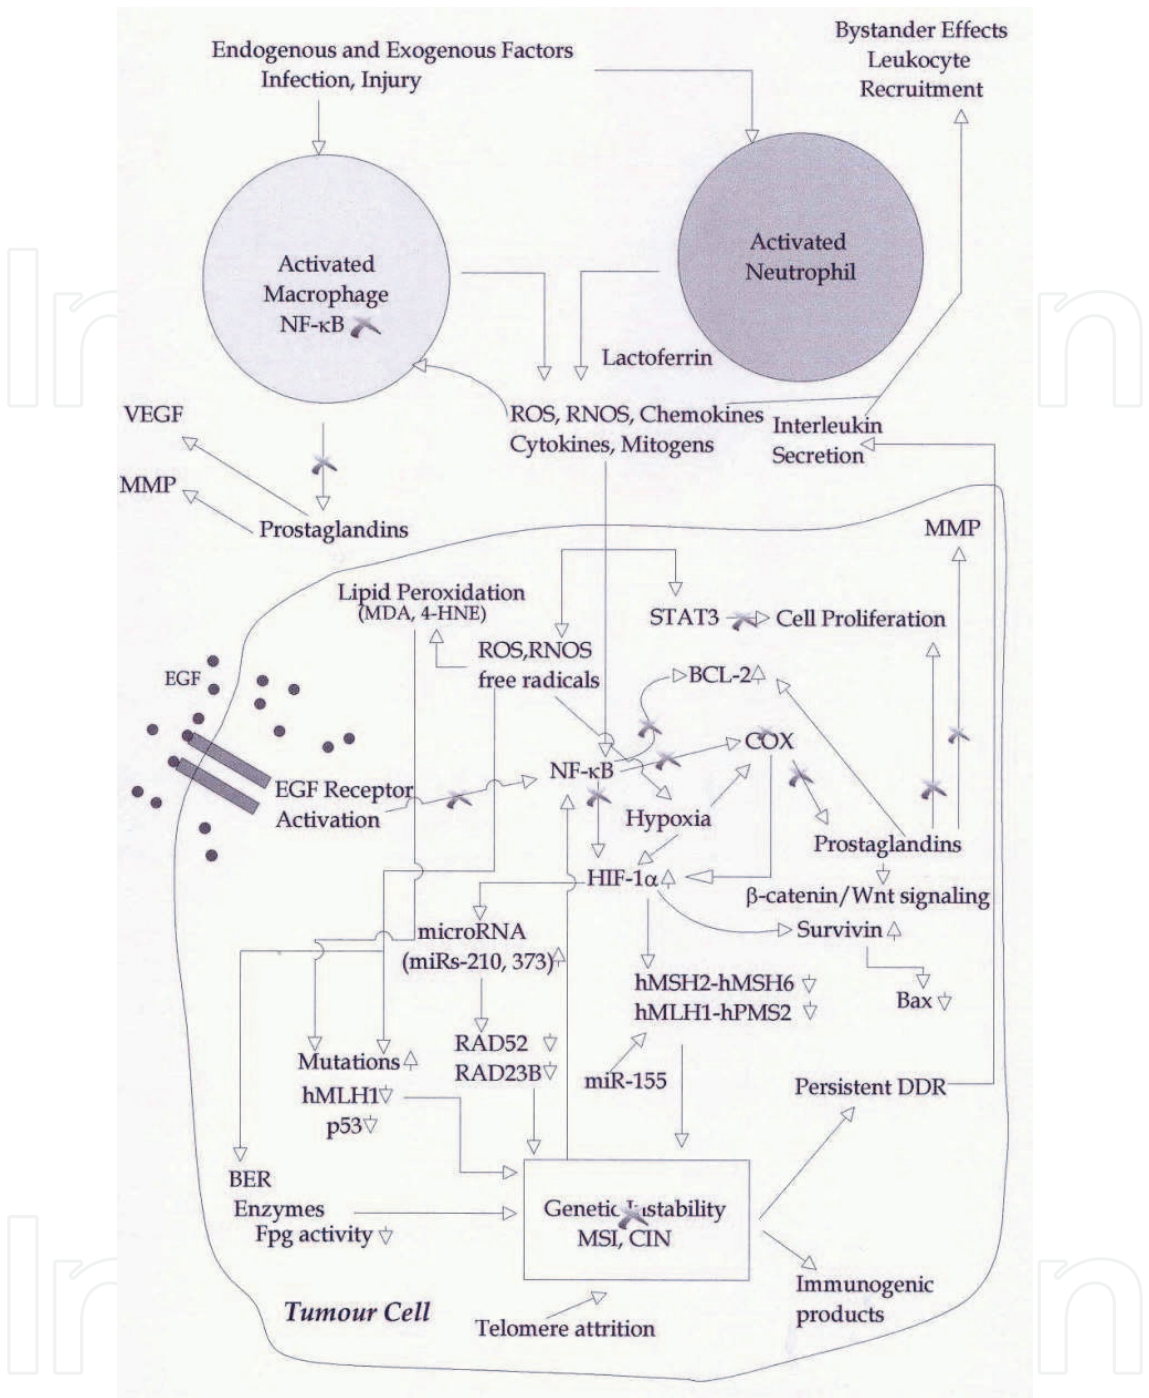 Endogenous and Exogenous Factors
Infection, Injury
Bystander Effects
Leukocyte
Recruitment
Activated
Macrophage
NF-κB
Activated
Neutrophil
Lactoferrin
VEGF
MMP
ROS, RNOS, Chemokines
Cytokines, Mitogens
Interleukin
Secretion
Prostaglandins
MMP
Lipid Peroxidation
(MDA, 4-HNE)
STAT3
Cell Proliferation
ROS,RNOS
free radicals
EGF
BCL-2
COX
NF-κB
EGF Receptor
Activation
Hypoxia
Prostaglandins
HIF-1α
β-catenin/Wnt signaling
microRNA
(miRs-210, 373)
Survivin
hMSH2-hMSH6
hMLH1-hPMS2
Bax
RAD52
RAD23B
Mutations
hMLH1
p53
miR-155
Persistent DDR
BER
Enzymes
Fpg activity
Genetic Instability
MSI, CIN
Immunogenic
products
Tumour Cell
Telomere attrition
In
n
In
n